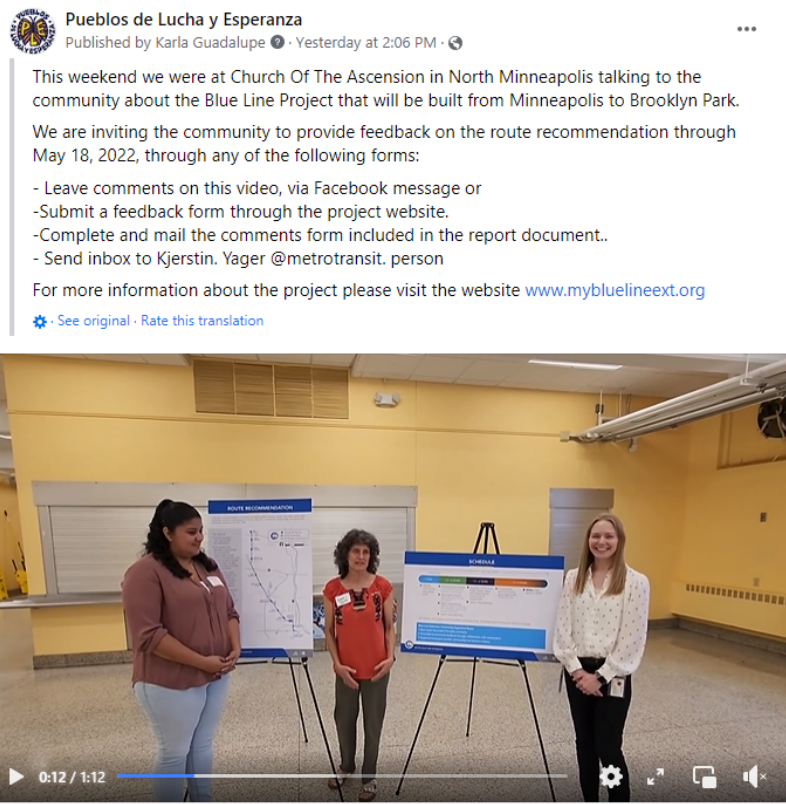 Pueblos de Lucha y Esperanza
Published by Karla Guadalupe · Yesterday at 2:06 PM ·
This weekend we were at Church Of The Ascension in North Minneapolis talking to the
community about the Blue Line Project that will be built from Minneapolis to Brooklyn Park.
We are inviting the community to provide feedback on the route recommendation through
May 18, 2022, through any of the following forms:
- Leave comments on this video, via Facebook message or
-Submit a feedback form through the project website.
-Complete and mail the comments form included in the report document..
- Send inbox to Kjerstin. Yager @metrotransit. person
For more information about the project please visit the website www.mybluelineext.org
· See original · Rate this translation
ROUTE RECOMMENDATION
SCHEDULE
0:12 / 1:12